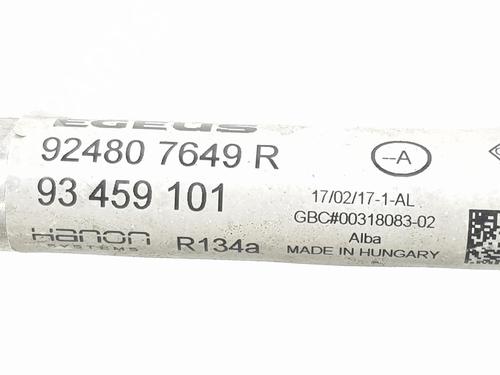 EGEUS
92480 7649 R
93 459 101
Hanon
SYSTEMS
R134a
--A
17/02/17-1-AL
GBC#00318083-02
Alba
MADE IN HUNGARY